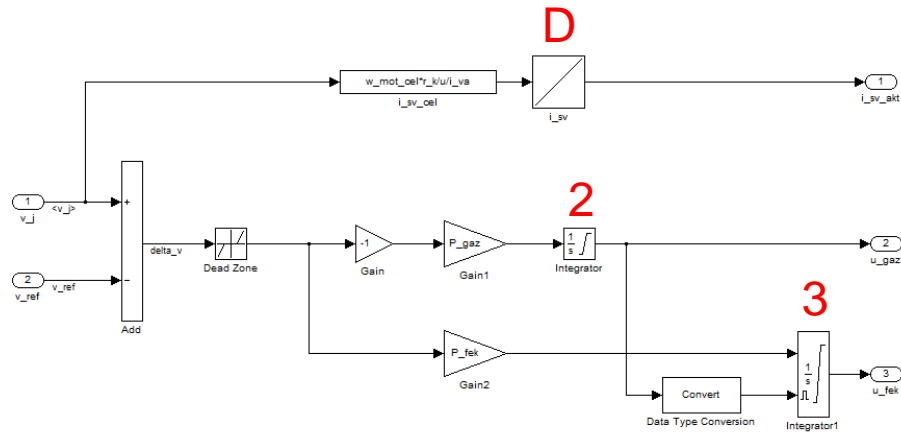 D
w_mot_cel*r_k/u/i_va
i_sv_cel
i_sv
1
i_sv_akt
1
v_j
<v_j>
+
2
-1
Gain
P_gaz
Gain1
1
s
Integrator
2
u_gaz
delta_v
Dead Zone
2
v_ref
v_ref
−
Add
3
P_fek
Gain2
1
s
Integrator1
Convert
Data Type Conversion
3
u_fek